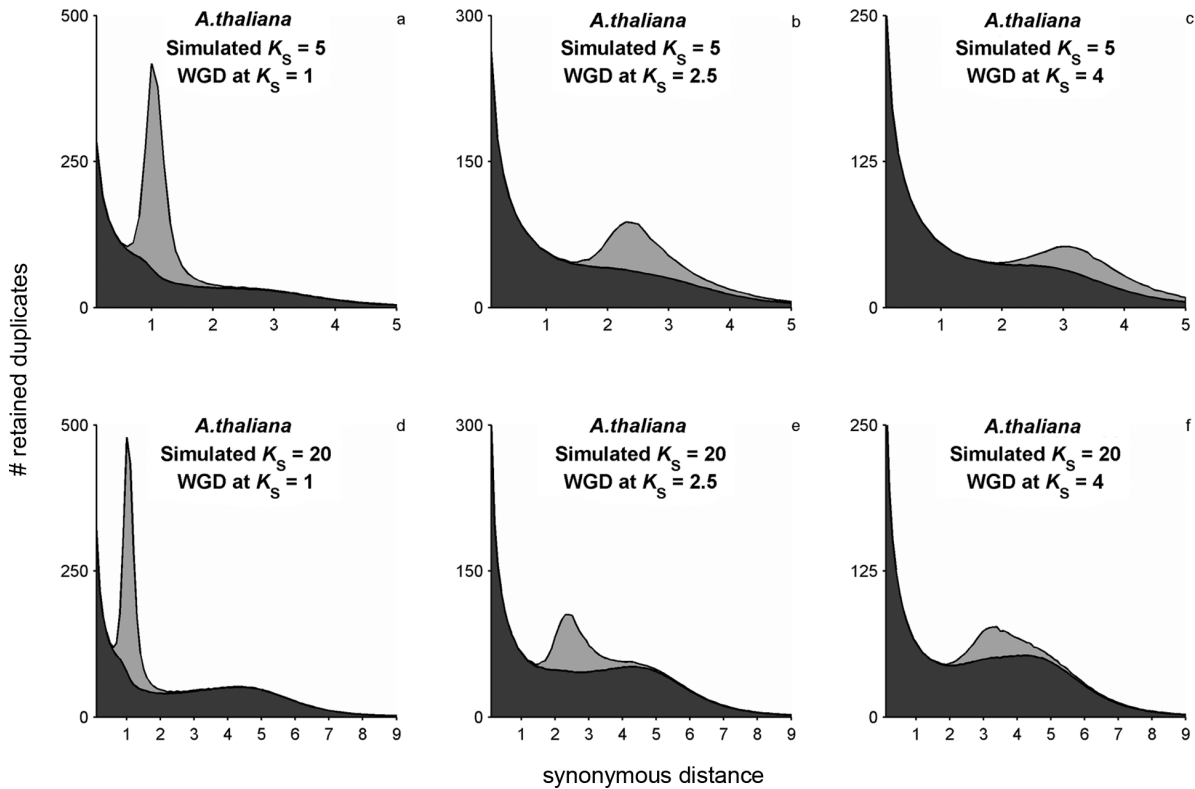 A.thaliana
Simulated KS = 5
WGD at KS = 1
a
500
250
0
1 2 3 4 5
A.thaliana
Simulated KS = 5
WGD at KS = 2.5
b
300
150
0
1 2 3 4 5
A.thaliana
Simulated KS = 5
WGD at KS = 4
c
250
125
0
1 2 3 4 5
# retained duplicates
A.thaliana
Simulated KS = 20
WGD at KS = 1
d
500
250
0
1 2 3 4 5 6 7 8 9
A.thaliana
Simulated KS = 20
WGD at KS = 2.5
e
300
150
0
1 2 3 4 5 6 7 8 9
A.thaliana
Simulated KS = 20
WGD at KS = 4
f
250
125
0
1 2 3 4 5 6 7 8 9
synonymous distance